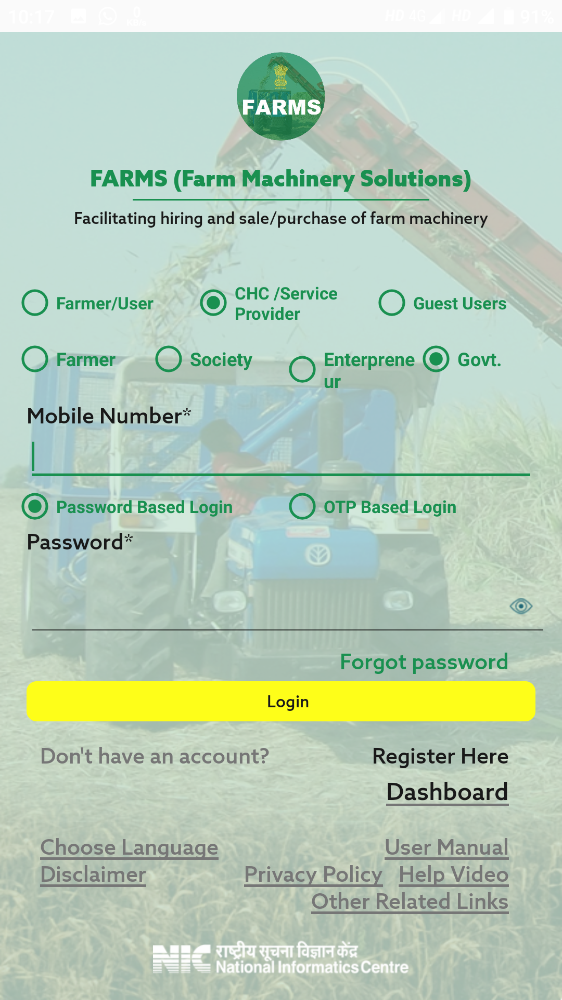 10:17 0 KB/s HD 4G HD 91%
FARMS
FARMS (Farm Machinery Solutions)
Facilitating hiring and sale/purchase of farm machinery
Farmer/User
CHC /Service
Provider
Guest Users
Farmer
Society
Enterprene
ur
Govt.
Mobile Number*
Password Based Login
OTP Based Login
Password*
Forgot password
Login
Don't have an account?
Register Here
Dashboard
Choose Language
User Manual
Disclaimer
Privacy Policy
Help Video
Other Related Links
NIC
राष्ट्रीय सूचना विज्ञान केंद्र
National Informatics Centre